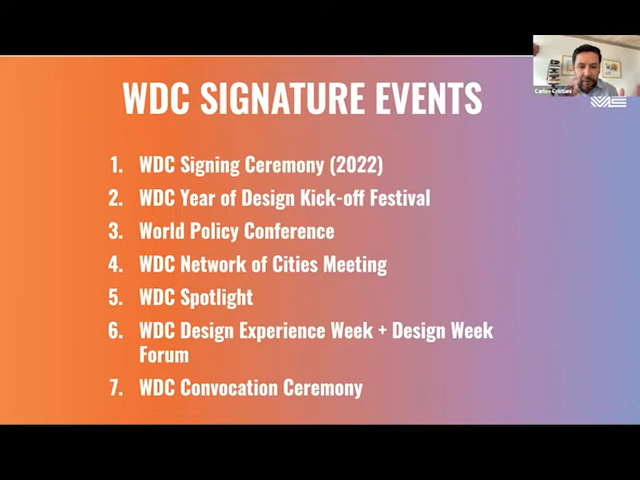 Carlos Cristiani
WDC SIGNATURE EVENTS
1. WDC Signing Ceremony (2022)
2. WDC Year of Design Kick-off Festival
3. World Policy Conference
4. WDC Network of Cities Meeting
5. WDC Spotlight
6. WDC Design Experience Week + Design Week
Forum
7. WDC Convocation Ceremony